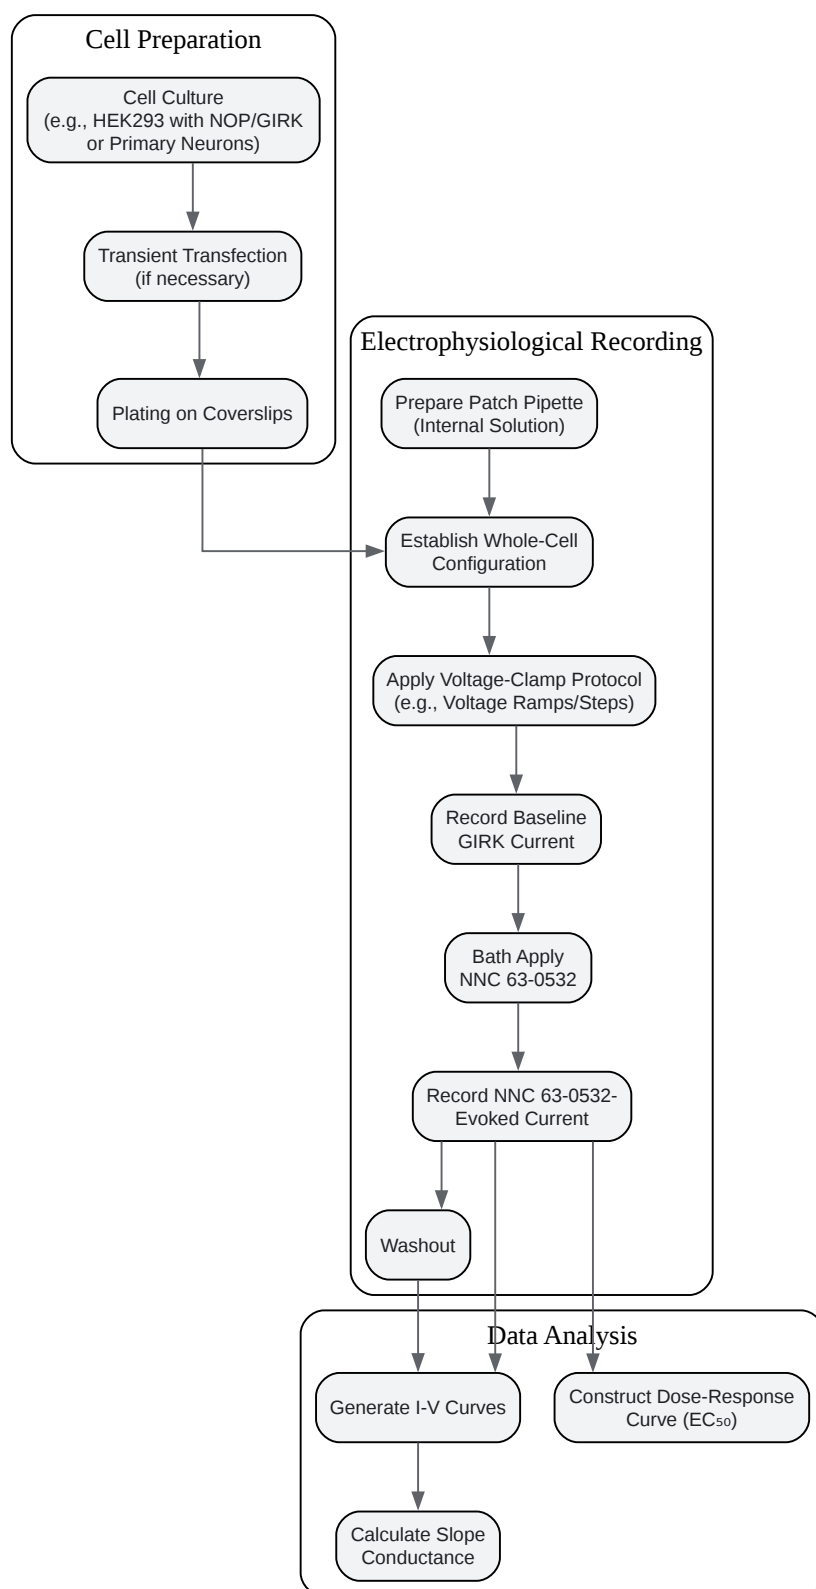 Cell Preparation
Cell Culture
(e.g., HEK293 with NOP/GIRK
or Primary Neurons)
Transient Transfection
(if necessary)
Plating on Coverslips
Electrophysiological Recording
Prepare Patch Pipette
(Internal Solution)
Establish Whole-Cell
Configuration
Apply Voltage-Clamp Protocol
(e.g., Voltage Ramps/Steps)
Record Baseline
GIRK Current
Bath Apply
NNC 63-0532
Record NNC 63-0532-
Evoked Current
Washout
Data Analysis
Generate I-V Curves
Construct Dose-Response
Curve (EC₅₀)
Calculate Slope
Conductance